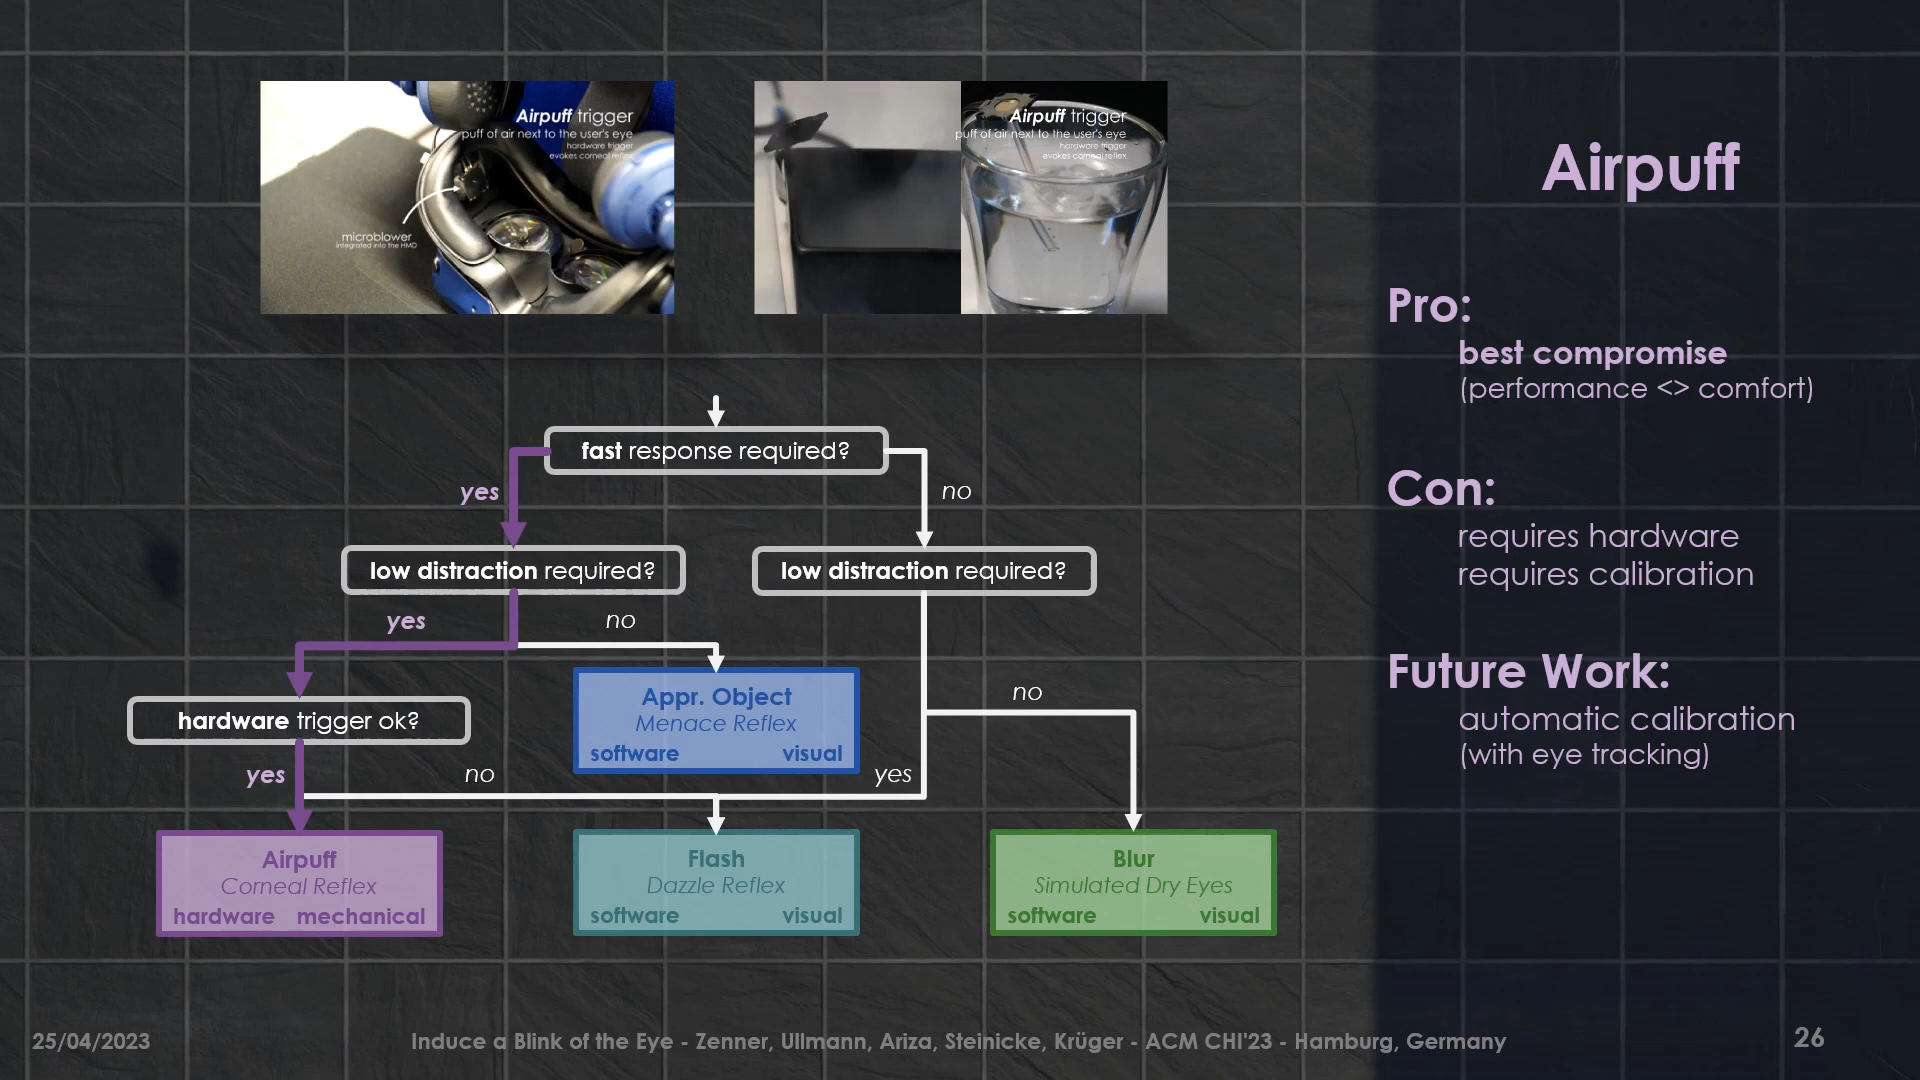 Airpuff trigger
puff of air next to the user's eye
hardware trigger
evokes corneal reflex
microblower
integrated into the HMD
Airpuff trigger
puff of air next to the user's eye
hardware trigger
evokes corneal reflex
fast response required?
yes
no
low distraction required?
low distraction required?
yes
no
hardware trigger ok?
Appr. Object
Menace Reflex
software visual
no
yes
no
yes
Airpuff
Corneal Reflex
hardware mechanical
Flash
Dazzle Reflex
software visual
Blur
Simulated Dry Eyes
software visual
Airpuff
Pro:
best compromise
(performance <> comfort)
Con:
requires hardware
requires calibration
Future Work:
automatic calibration
(with eye tracking)
25/04/2023
Induce a Blink of the Eye - Zenner, Ullmann, Ariza, Steinicke, Krüger - ACM CHI'23 - Hamburg, Germany
26